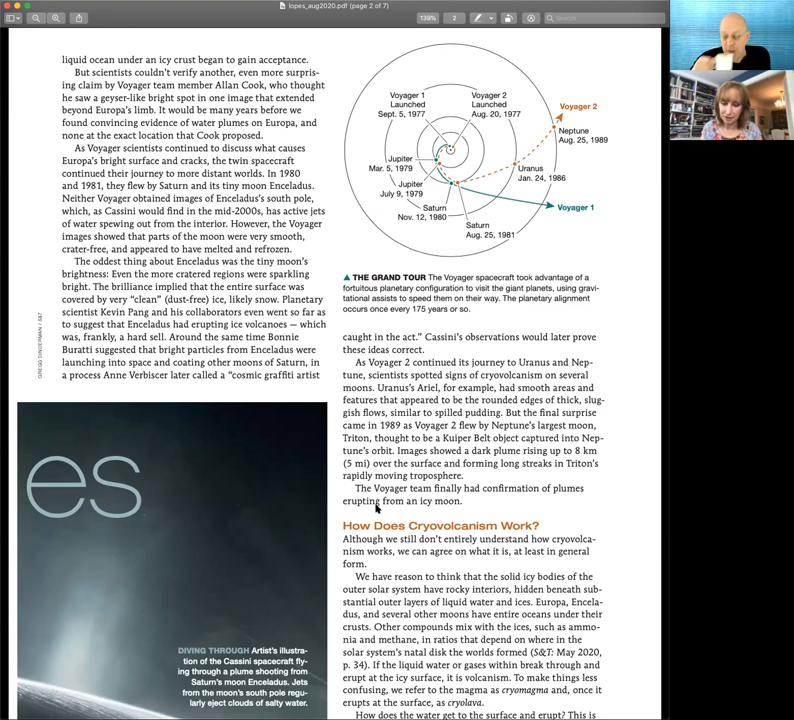 lopes_aug2020.pdf (page 2 of 7)
139%
2
Search
liquid ocean under an icy crust began to gain acceptance.
But scientists couldn't verify another, even more surpris-
ing claim by Voyager team member Allan Cook, who thought
he saw a geyser-like bright spot in one image that extended
beyond Europa's limb. It would be many years before we
found convincing evidence of water plumes on Europa, and
none at the exact location that Cook proposed.
As Voyager scientists continued to discuss what causes
Europa's bright surface and cracks, the twin spacecraft
continued their journey to more distant worlds. In 1980
and 1981, they flew by Saturn and its tiny moon Enceladus.
Neither Voyager obtained images of Enceladus's south pole,
which, as Cassini would find in the mid-2000s, has active jets
of water spewing out from the interior. However, the Voyager
images showed that parts of the moon were very smooth,
crater-free, and appeared to have melted and refrozen.
The oddest thing about Enceladus was the tiny moon's
brightness: Even the more cratered regions were sparkling
bright. The brilliance implied that the entire surface was
covered by very "clean" (dust-free) ice, likely snow. Planetary
scientist Kevin Pang and his collaborators even went so far as
to suggest that Enceladus had erupting ice volcanoes — which
was, frankly, a hard sell. Around the same time Bonnie
Buratti suggested that bright particles from Enceladus were
launching into space and coating other moons of Saturn, in
a process Anne Verbiscer later called a "cosmic graffiti artist
GREGG DINDERMAN / S&T
es
DIVING THROUGH Artist's illustra-
tion of the Cassini spacecraft fly-
ing through a plume shooting from
Saturn's moon Enceladus. Jets
from the moon's south pole regu-
larly eject clouds of salty water.
Voyager 1
Launched
Sept. 5, 1977
Voyager 2
Launched
Aug. 20, 1977
Voyager 2
Neptune
Aug. 25, 1989
Jupiter
Mar. 5, 1979
Uranus
Jan. 24, 1986
Jupiter
July 9, 1979
Voyager 1
Saturn
Nov. 12, 1980
Saturn
Aug. 25, 1981
▲ THE GRAND TOUR The Voyager spacecraft took advantage of a
fortuitous planetary configuration to visit the giant planets, using gravi-
tational assists to speed them on their way. The planetary alignment
occurs once every 175 years or so.
caught in the act." Cassini's observations would later prove
these ideas correct.
As Voyager 2 continued its journey to Uranus and Nep-
tune, scientists spotted signs of cryovolcanism on several
moons. Uranus's Ariel, for example, had smooth areas and
features that appeared to be the rounded edges of thick, slug-
gish flows, similar to spilled pudding. But the final surprise
came in 1989 as Voyager 2 flew by Neptune's largest moon,
Triton, thought to be a Kuiper Belt object captured into Nep-
tune's orbit. Images showed a dark plume rising up to 8 km
(5 mi) over the surface and forming long streaks in Triton's
rapidly moving troposphere.
The Voyager team finally had confirmation of plumes
erupting from an icy moon.
How Does Cryovolcanism Work?
Although we still don't entirely understand how cryovolca-
nism works, we can agree on what it is, at least in general
form.
We have reason to think that the solid icy bodies of the
outer solar system have rocky interiors, hidden beneath sub-
stantial outer layers of liquid water and ices. Europa, Encela-
dus, and several other moons have entire oceans under their
crusts. Other compounds mix with the ices, such as ammo-
nia and methane, in ratios that depend on where in the
solar system's natal disk the worlds formed (S&T: May 2020,
p. 34). If the liquid water or gases within break through and
erupt at the icy surface, it is volcanism. To make things less
confusing, we refer to the magma as cryomagma and, once it
erupts at the surface, as cryolava.
How does the water get to the surface and erupt? This is